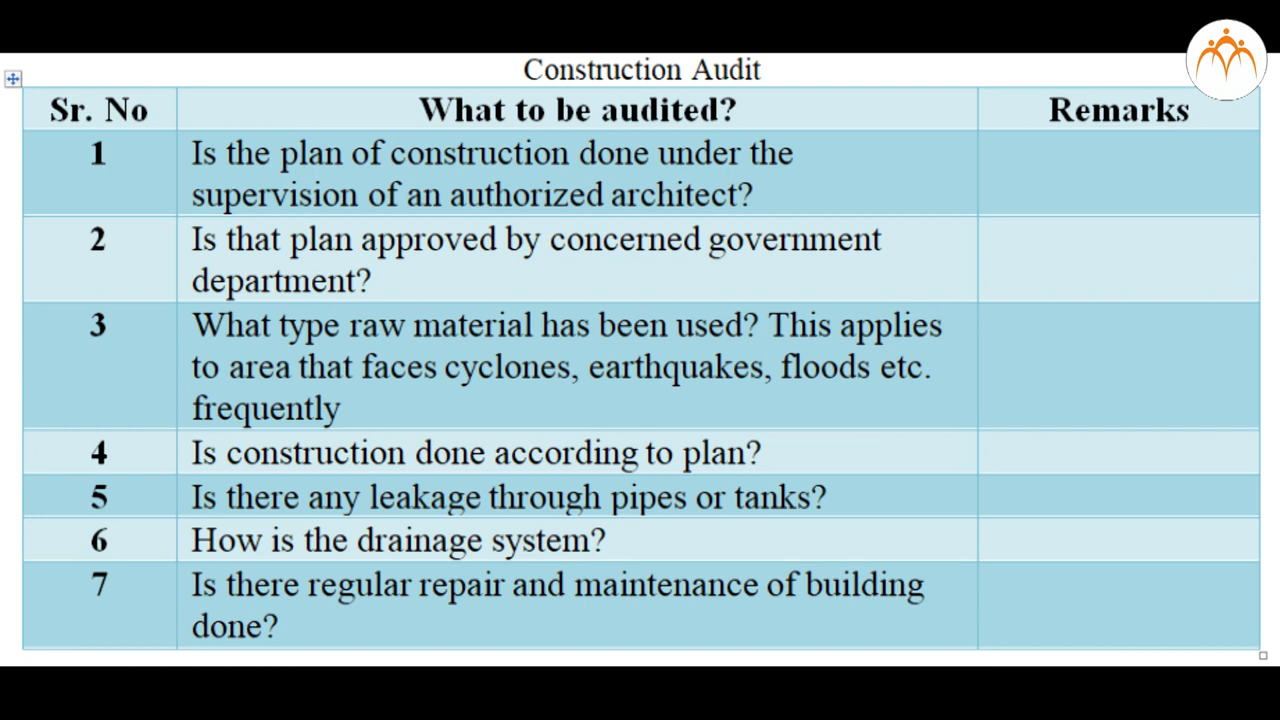 Construction Audit
Sr. No What to be audited? Remarks
1 Is the plan of construction done under the
supervision of an authorized architect?
2 Is that plan approved by concerned government
department?
3 What type raw material has been used? This applies
to area that faces cyclones, earthquakes, floods etc.
frequently
4 Is construction done according to plan?
5 Is there any leakage through pipes or tanks?
6 How is the drainage system?
7 Is there regular repair and maintenance of building
done?